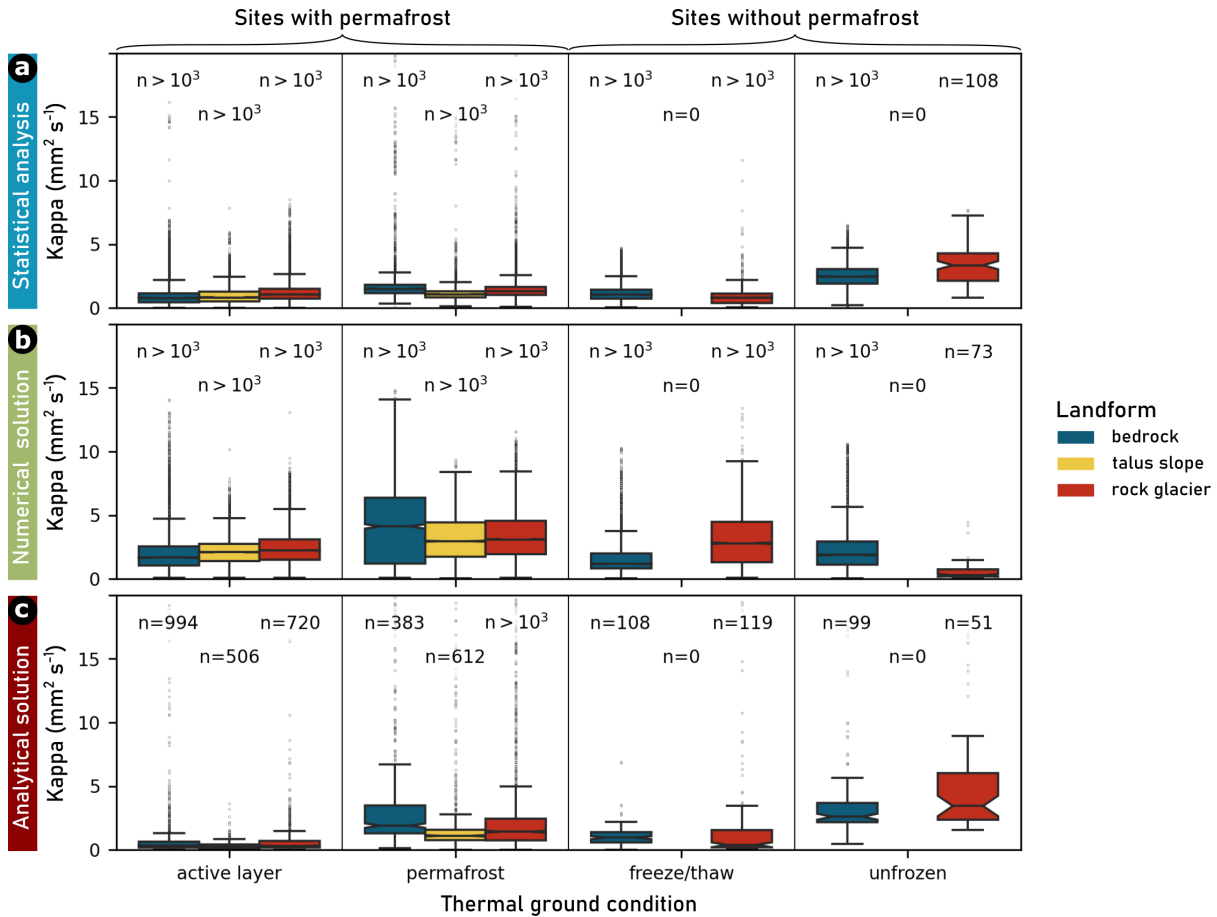 Sites with permafrost
Sites without permafrost
a
Statistical analysis
Kappa (mm² s⁻¹)
15
10
5
0
n > 10³
n > 10³
n > 10³
n > 10³
n > 10³
n > 10³
n > 10³
n=0
n > 10³
n > 10³
n=0
n=108
b
Numerical solution
Kappa (mm² s⁻¹)
15
10
5
0
n > 10³
n > 10³
n > 10³
n > 10³
n > 10³
n > 10³
n > 10³
n=0
n > 10³
n > 10³
n=0
n=73
Landform
bedrock
talus slope
rock glacier
c
Analytical solution
Kappa (mm² s⁻¹)
15
10
5
0
n=994
n=506
n=720
n=383
n=612
n > 10³
n=108
n=0
n=119
n=99
n=0
n=51
active layer
permafrost
freeze/thaw
unfrozen
Thermal ground condition